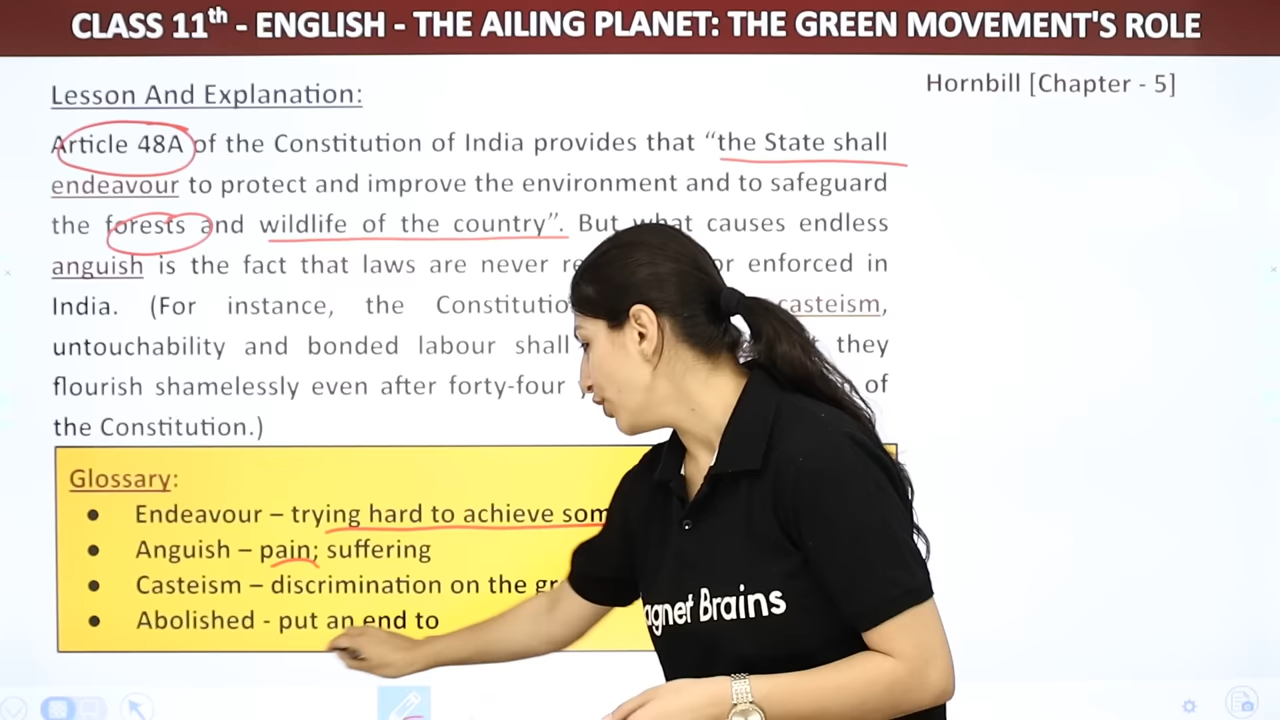 CLASS 11th - ENGLISH - THE AILING PLANET: THE GREEN MOVEMENT'S ROLE
Hornbill [Chapter - 5]
Lesson And Explanation:
Article 48A of the Constitution of India provides that “the State shall
endeavour to protect and improve the environment and to safeguard
the forests and wildlife of the country”. But what causes endless
anguish is the fact that laws are never enforced in
India. (For instance, the casteism,
untouchability and bonded labour shall they
flourish shamelessly even after forty-four of
the Constitution.)
Glossary:
● Endeavour – trying hard to achieve
● Anguish – pain; suffering
● Casteism – discrimination on the
● Abolished - put an end to
Brains